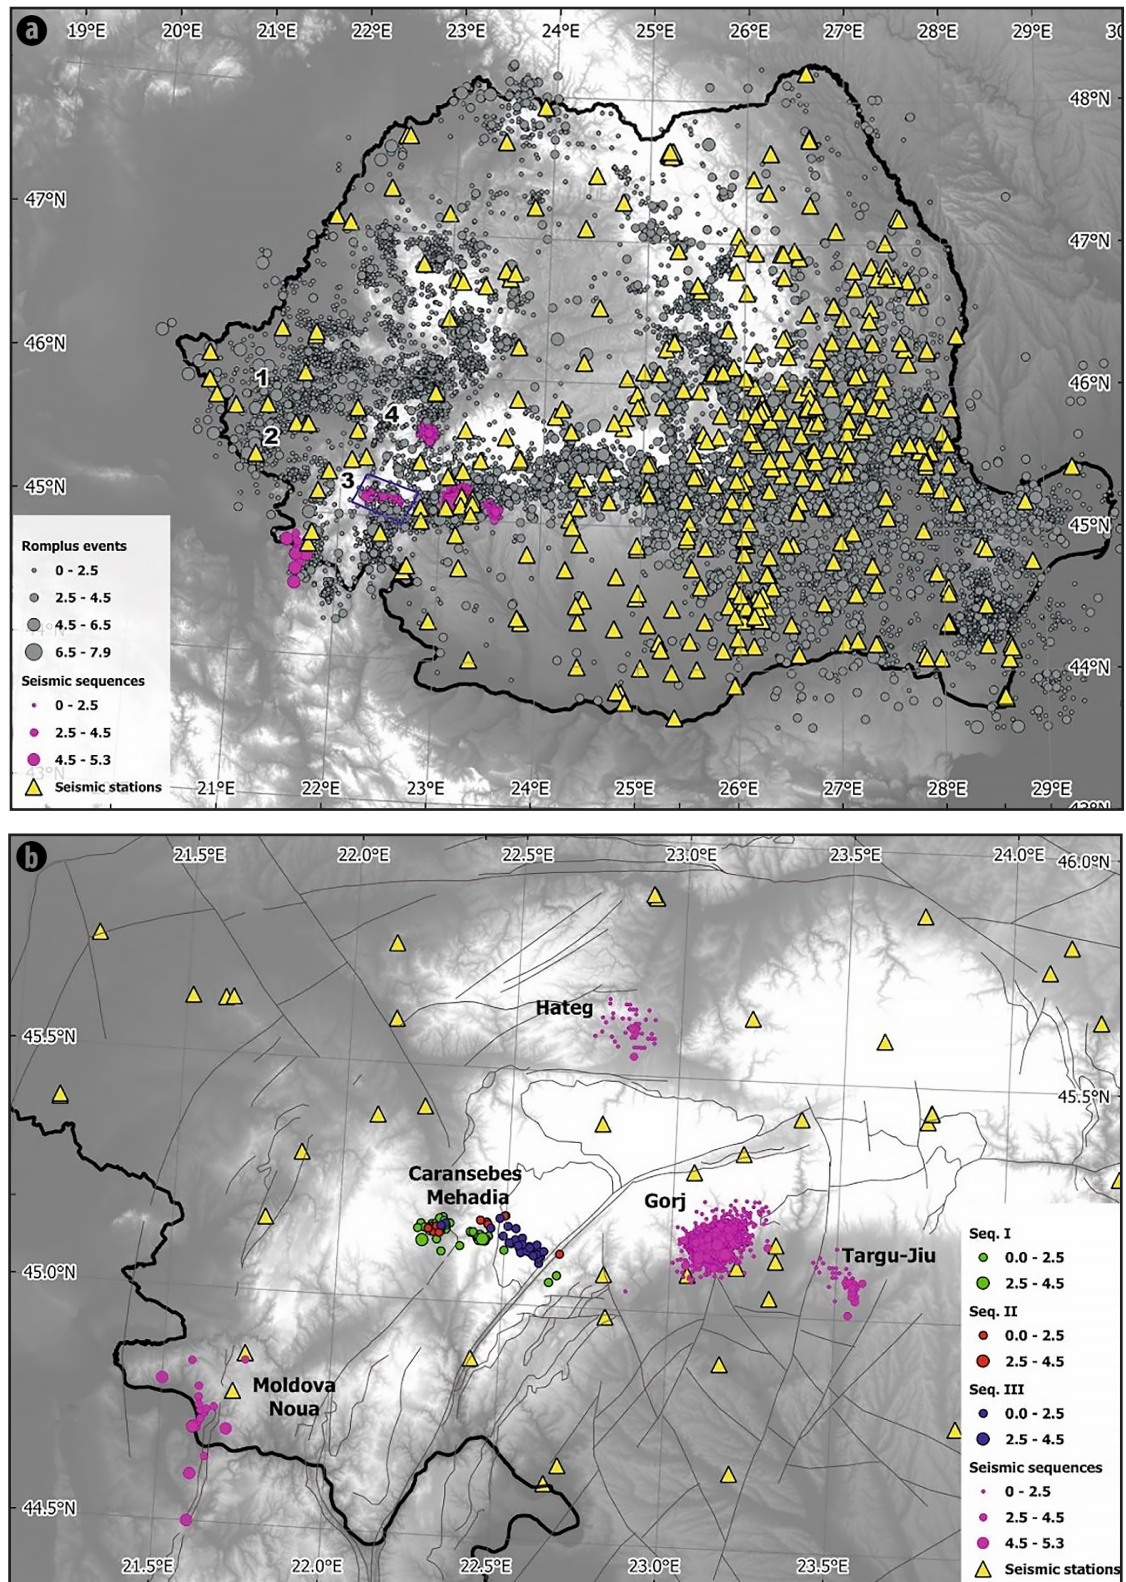 a
19°E 20°E 21°E 22°E 23°E 24°E 25°E 26°E 27°E 28°E 29°E 30
48°N
47°N
47°N
46°N
46°N
1
4
2
3
45°N
45°N
44°N
Romplus events
0 - 2.5
2.5 - 4.5
4.5 - 6.5
6.5 - 7.9
Seismic sequences
0 - 2.5
2.5 - 4.5
4.5 - 5.3
Seismic stations
21°E 22°E 23°E 24°E 25°E 26°E 27°E 28°E 29°E
b
21.5°E 22.0°E 22.5°E 23.0°E 23.5°E 24.0°E
46.0°N
Hateg
45.5°N
45.5°N
Caransebes
Mehadia
Gorj
Targu-Jiu
45.0°N
Moldova
Noua
44.5°N
Seq. I
0.0 - 2.5
2.5 - 4.5
Seq. II
0.0 - 2.5
2.5 - 4.5
Seq. III
0.0 - 2.5
2.5 - 4.5
Seismic sequences
0 - 2.5
2.5 - 4.5
4.5 - 5.3
Seismic stations
21.5°E 22.0°E 22.5°E 23.0°E 23.5°E